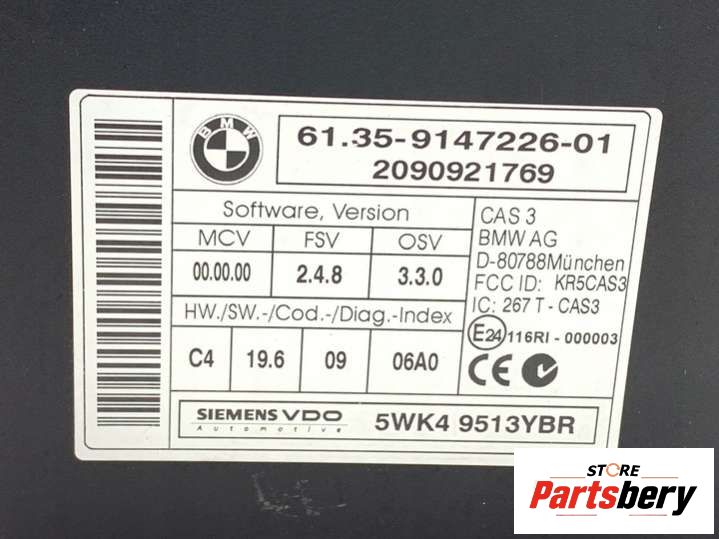 BMW
61.35-9147226-01
2090921769
Software, Version
MCV FSV OSV
00.00.00 2.4.8 3.3.0
HW./SW.-/Cod.-/Diag.-Index
C4 19.6 09 06A0
CAS 3
BMW AG
D-80788München
FCC ID: KR5CAS3
IC: 267 T - CAS3
E24 116RI - 000003
CE
SIEMENS VDO
Automotive
5WK4 9513YBR
STORE
Partsbery